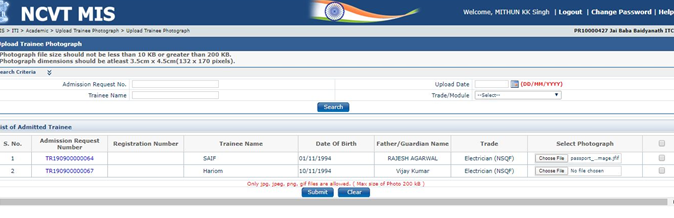 NCVT MIS
Welcome, MITHUN KK Singh | Logout | Change Password | Help
> ITI > Academic > Upload Trainee Photograph > Upload Trainee Photograph
PR10000427 Jai Baba Baidyanath ITC
Upload Trainee Photograph
Photograph file size should not be less than 10 KB or greater than 200 KB.
Photograph dimensions should be atleast 3.5cm x 4.5cm(132 x 170 pixels).
Search Criteria
Admission Request No. Upload Date (DD/MM/YYYY)
Trainee Name Trade/Module --Select--
Search
List of Admitted Trainee
S. No. Admission Request Number Registration Number Trainee Name Date Of Birth Father/Guardian Name Trade Select Photograph
1 TR190900000064 SAIF 01/11/1994 RAJESH AGARWAL Electrician (NSQF) Choose File passport_...mage.jfif
2 TR190900000067 Hariom 10/11/1994 Vijay Kumar Electrician (NSQF) Choose File No file chosen
Only jpg, jpeg, png, gif files are allowed. ( Max size of Photo 200 kB )
Submit Clear